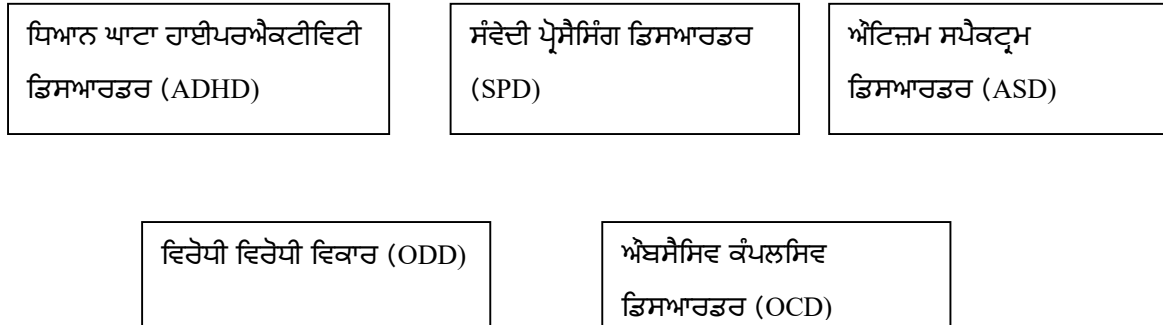 ਧਿਆਨ ਘਾਟਾ ਹਾਈਪਰਐਕਟੀਵਿਟੀ
ਡਿਸਆਰਡਰ (ADHD)
ਸੰਵੇਦੀ ਪ੍ਰੋਸੈਸਿੰਗ ਡਿਸਆਰਡਰ
(SPD)
ਔਟਿਜ਼ਮ ਸਪੈਕਟ੍ਰਮ
ਡਿਸਆਰਡਰ (ASD)
ਵਿਰੋਧੀ ਵਿਰੋਧੀ ਵਿਕਾਰ (ODD)
ਔਬਸੈਸਿਵ ਕੰਪਲਸਿਵ
ਡਿਸਆਰਡਰ (OCD)